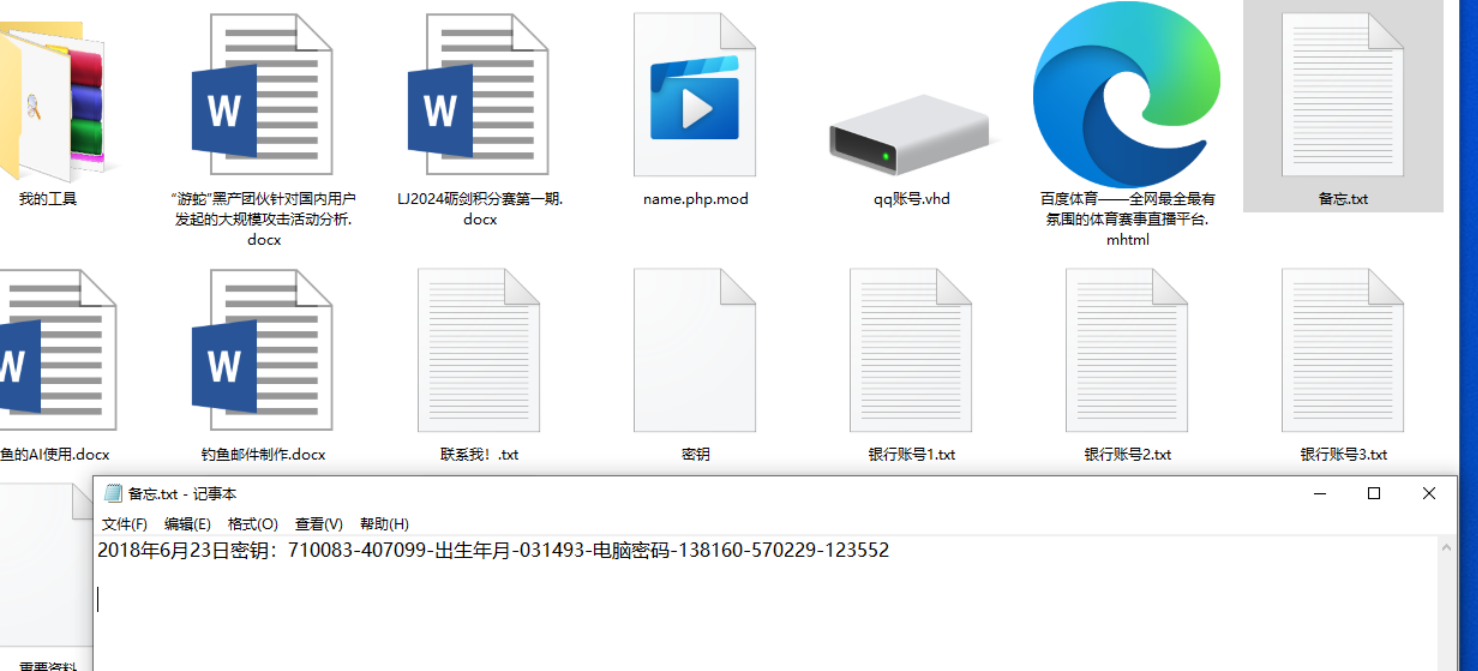 我的工具
“游蛇”黑产团伙针对国内用户
发起的大规模攻击活动分析.
docx
LJ2024砺剑积分赛第一期.
docx
name.php.mod
qq账号.vhd
百度体育——全网最全最有
氛围的体育赛事直播平台.
mhtml
备忘.txt
鱼的AI使用.docx
钓鱼邮件制作.docx
联系我！.txt
密钥
银行账号1.txt
银行账号2.txt
银行账号3.txt
重要资料
备忘.txt - 记事本
文件(F) 编辑(E) 格式(O) 查看(V) 帮助(H)
2018年6月23日密钥：710083-407099-出生年月-031493-电脑密码-138160-570229-123552